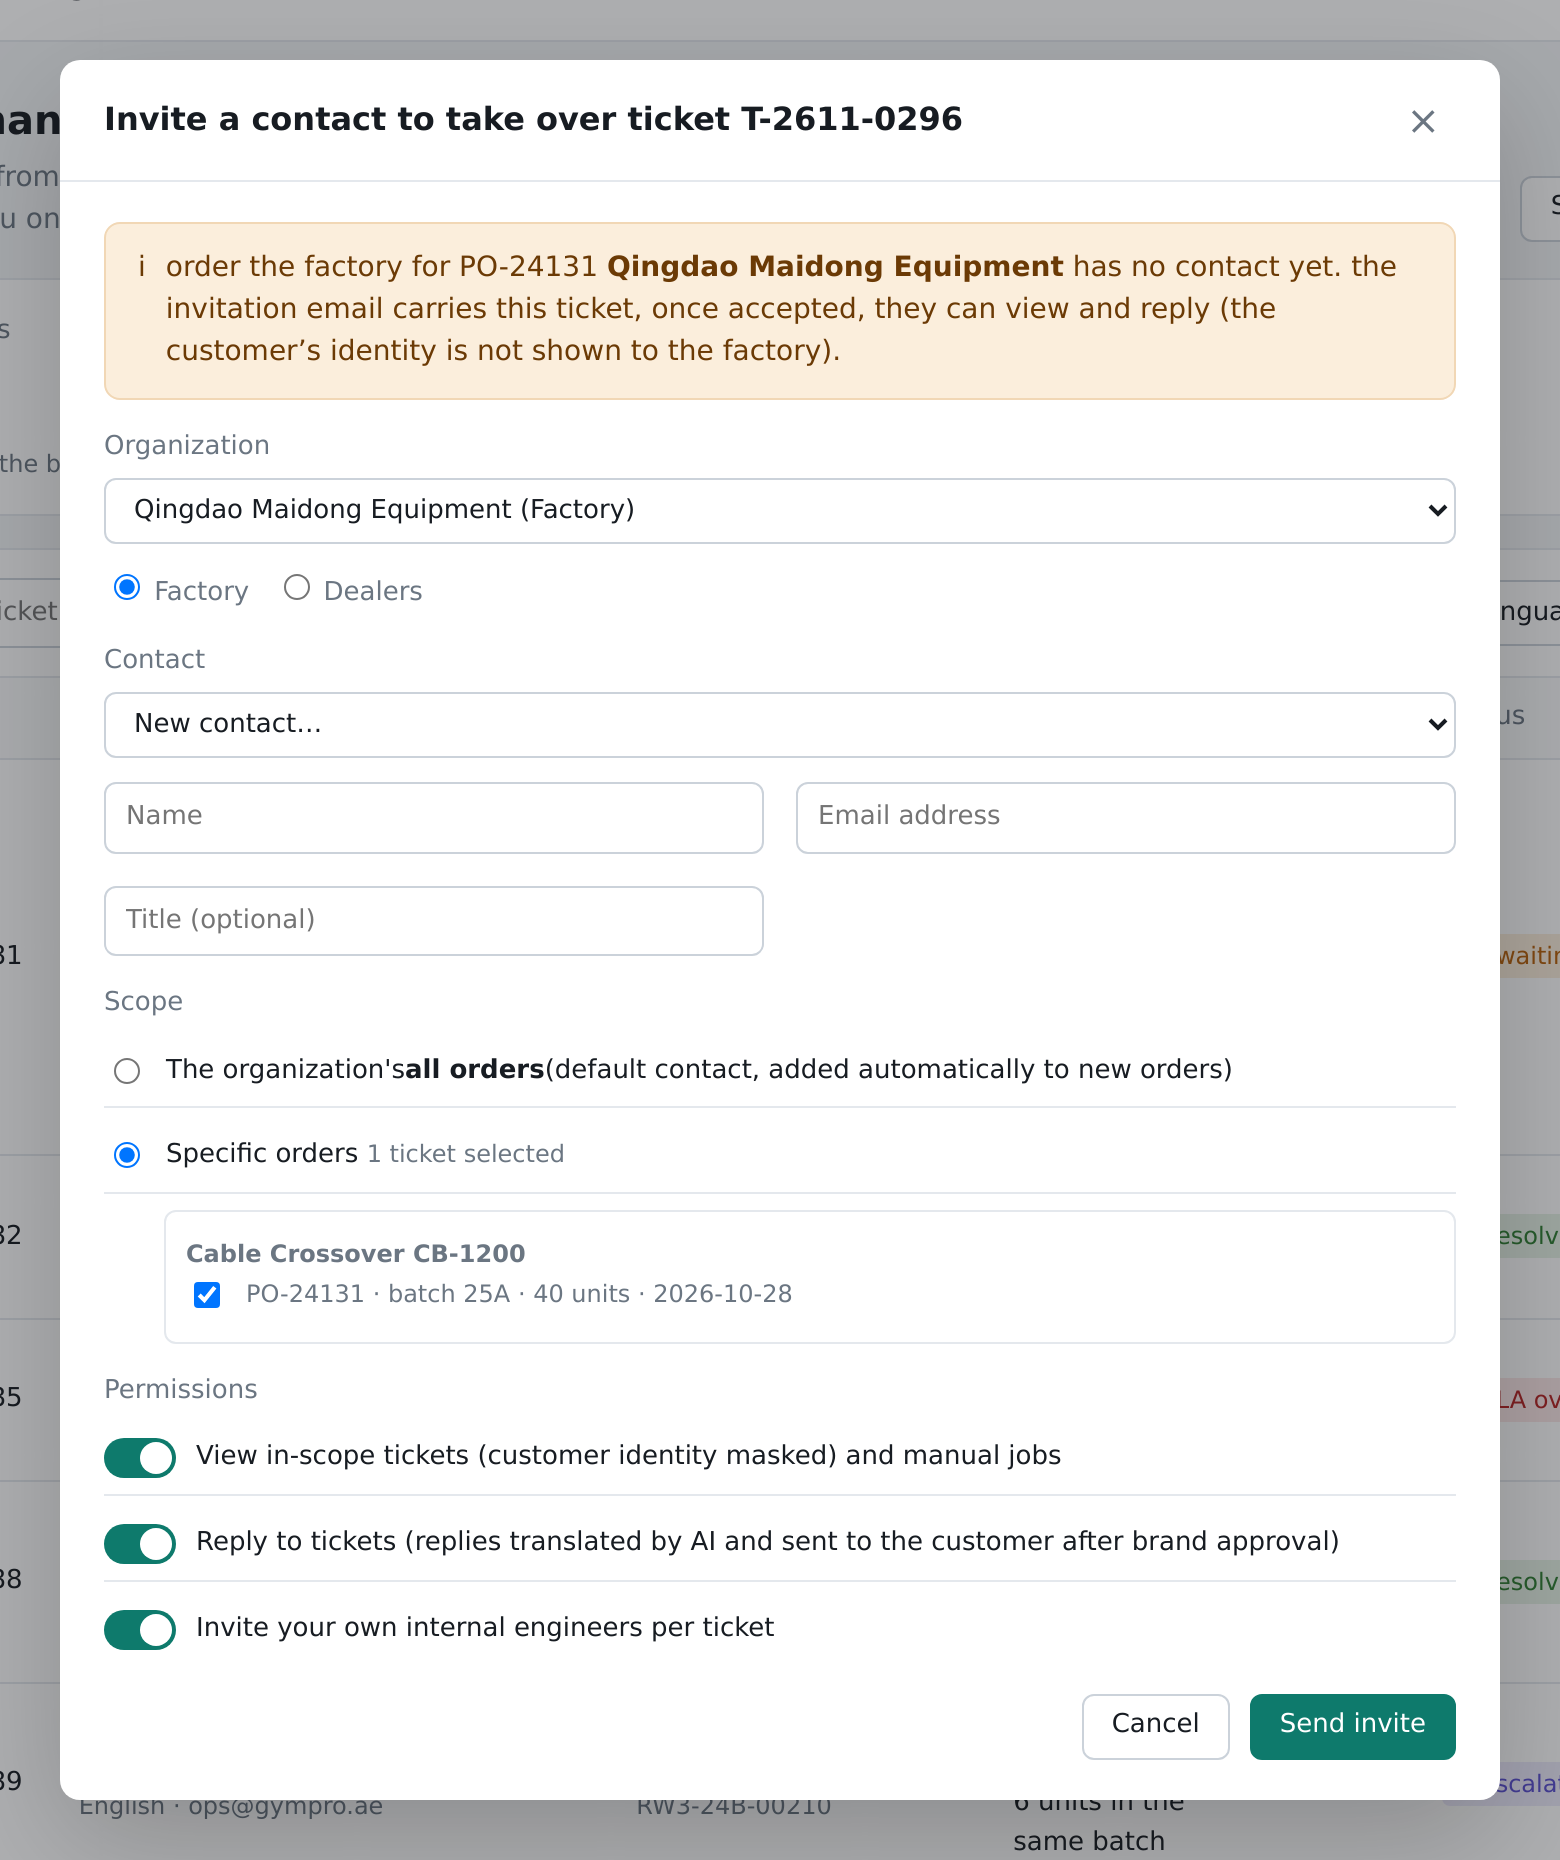 Invite a contact to take over ticket T-2611-0296
i order the factory for PO-24131 Qingdao Maidong Equipment has no contact yet. the
invitation email carries this ticket, once accepted, they can view and reply (the
customer’s identity is not shown to the factory).
Organization
Qingdao Maidong Equipment (Factory)
Factory Dealers
Contact
New contact…
Name Email address
Title (optional)
Scope
The organization'sall orders(default contact, added automatically to new orders)
Specific orders 1 ticket selected
Cable Crossover CB-1200
PO-24131 · batch 25A · 40 units · 2026-10-28
Permissions
View in-scope tickets (customer identity masked) and manual jobs
Reply to tickets (replies translated by AI and sent to the customer after brand approval)
Invite your own internal engineers per ticket
Cancel Send invite
English · ops@gympro.ae RW3-24B-00210 6 units in the
same batch